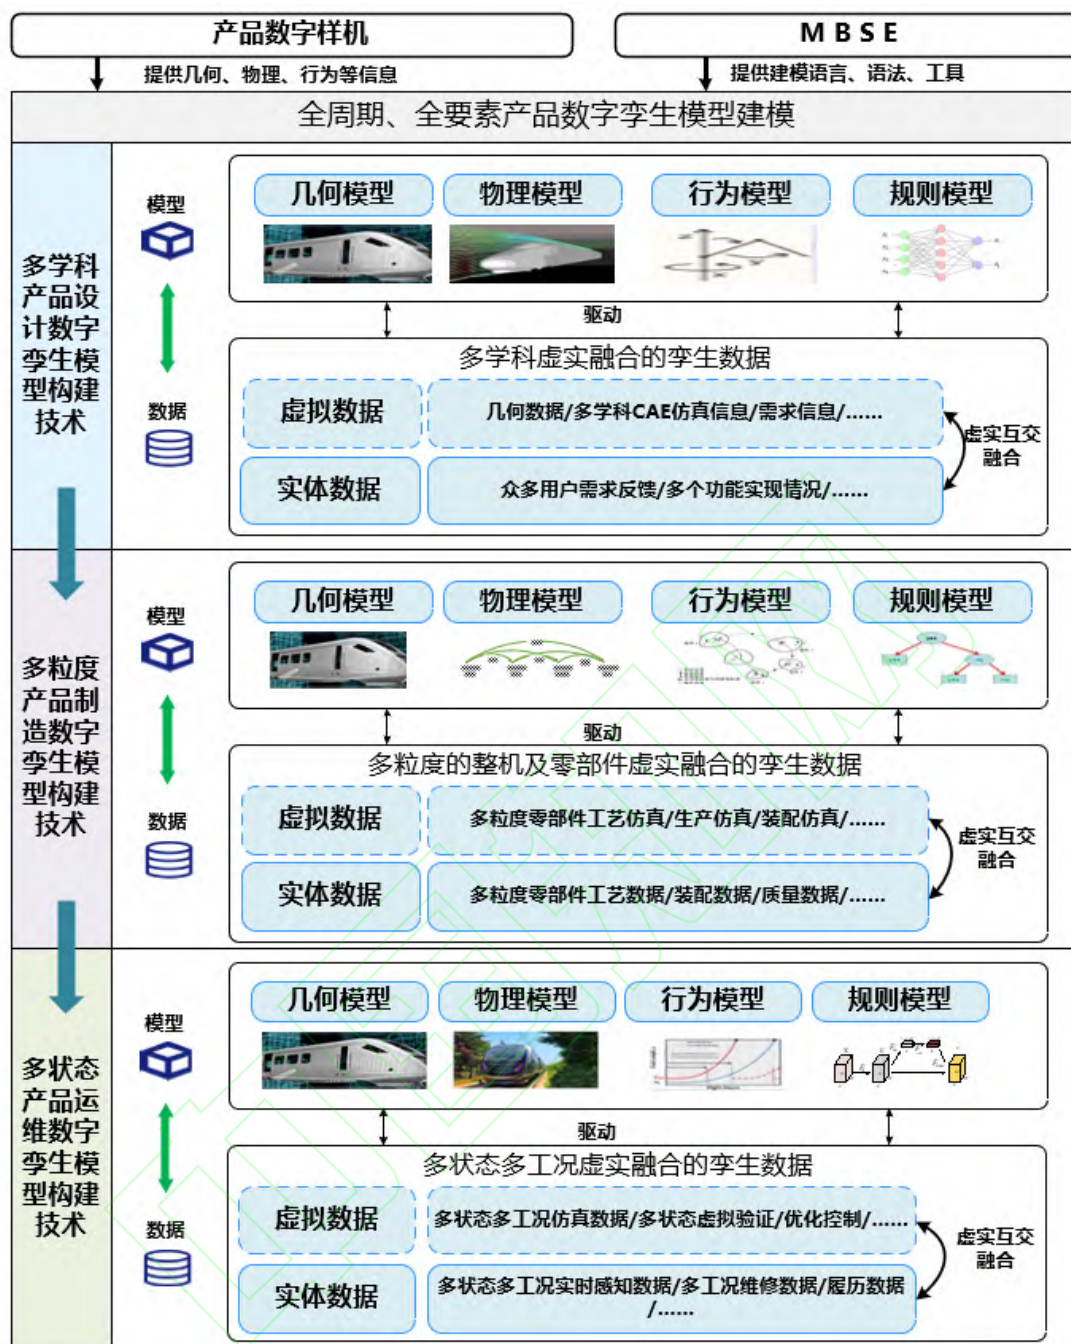 产品数字样机
MBSE
提供几何、物理、行为等信息
提供建模语言、语法、工具
全周期、全要素产品数字孪生模型建模
多学科
产品设
计数字
孪生模
型构建
技术
模型
数据
几何模型
物理模型
行为模型
规则模型
驱动
多学科虚实融合的孪生数据
虚拟数据
几何数据/多学科CAE仿真信息/需求信息/......
实体数据
众多用户需求反馈/多个功能实现情况/......
虚实互交
融合
多粒度
产品制
造数字
孪生模
型构建
技术
模型
数据
几何模型
物理模型
行为模型
规则模型
驱动
多粒度的整机及零部件虚实融合的孪生数据
虚拟数据
多粒度零部件工艺仿真/生产仿真/装配仿真/......
实体数据
多粒度零部件工艺数据/装配数据/质量数据/......
虚实互交
融合
多状态
产品运
维数字
孪生模
型构建
技术
模型
数据
几何模型
物理模型
行为模型
规则模型
驱动
多状态多工况虚实融合的孪生数据
虚拟数据
多状态多工况仿真数据/多状态虚拟验证/优化控制/......
实体数据
多状态多工况实时感知数据/多工况维修数据/履历数据
/......
虚实互交
融合